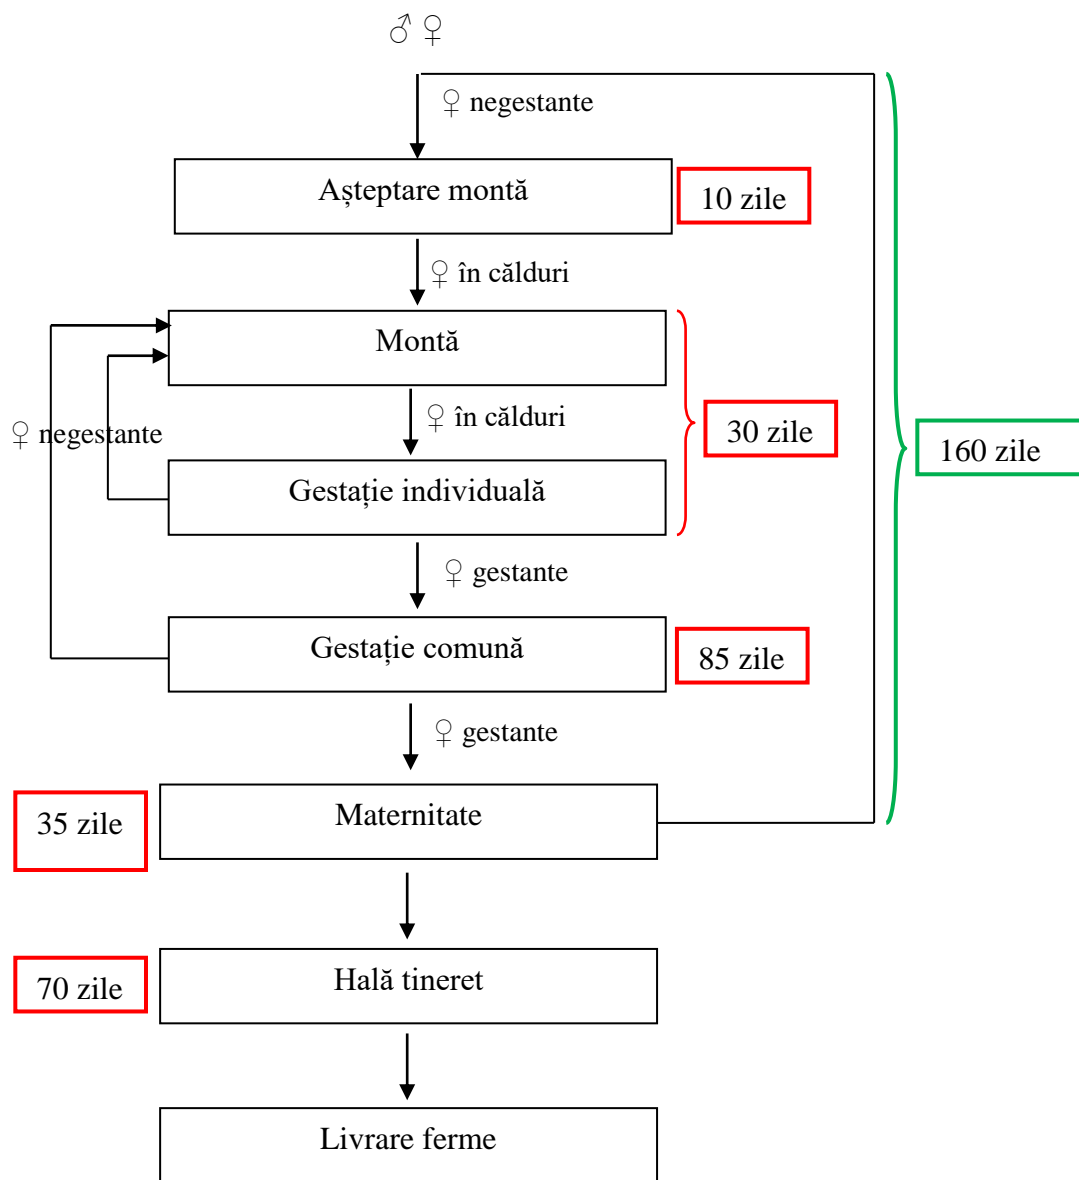 ♂ ♀
♀ negestante
Așteptare montă
10 zile
♀ în călduri
Montă
♀ în călduri
30 zile
♀ negestante
160 zile
Gestație individuală
♀ gestante
Gestație comună
85 zile
♀ gestante
Maternitate
35 zile
Hală tineret
70 zile
Livrare ferme